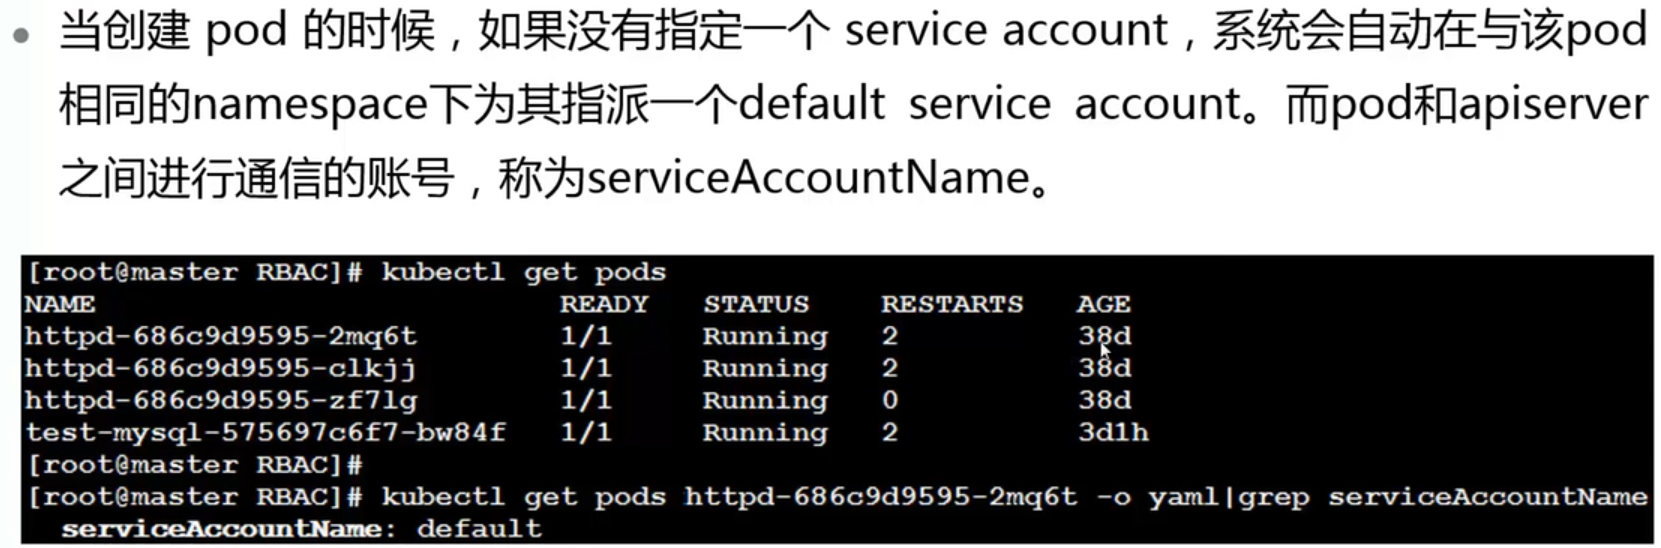 当创建 pod 的时候，如果没有指定一个 service account，系统会自动在与该pod
相同的namespace下为其指派一个default service account。而pod和apiserver
之间进行通信的账号，称为serviceAccountName。
[root@master RBAC]# kubectl get pods
NAME READY STATUS RESTARTS AGE
httpd-686c9d9595-2mq6t 1/1 Running 2 38d
httpd-686c9d9595-clkjj 1/1 Running 2 38d
httpd-686c9d9595-zf7lg 1/1 Running 0 38d
test-mysql-575697c6f7-bw84f 1/1 Running 2 3d1h
[root@master RBAC]#
[root@master RBAC]# kubectl get pods httpd-686c9d9595-2mq6t -o yaml|grep serviceAccountName
serviceAccountName: default